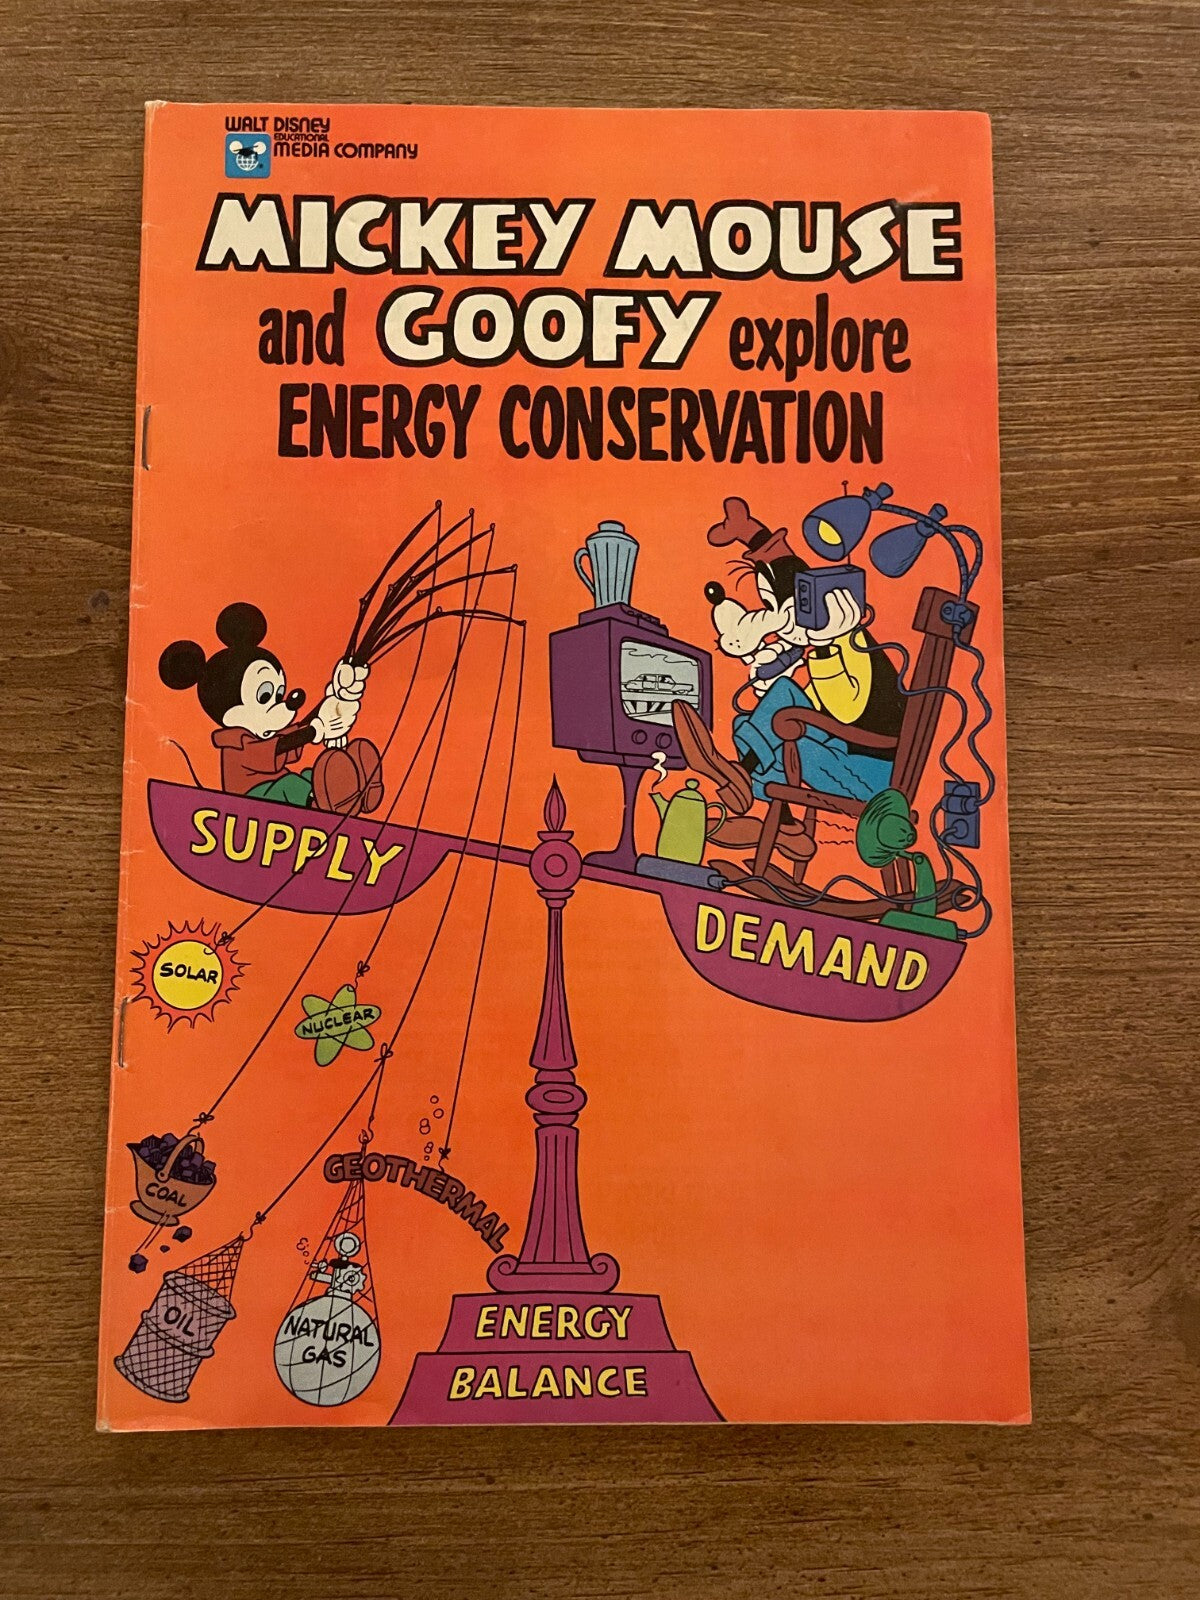 WALT DISNEY
EDUCATIONAL
MEDIA COMPANY
MICKEY MOUSE
and GOOFY explore
ENERGY CONSERVATION
SUPPLY
DEMAND
SOLAR
NUCLEAR
COAL
GEOTHERMAL
OIL
NATURAL
GAS
ENERGY
BALANCE